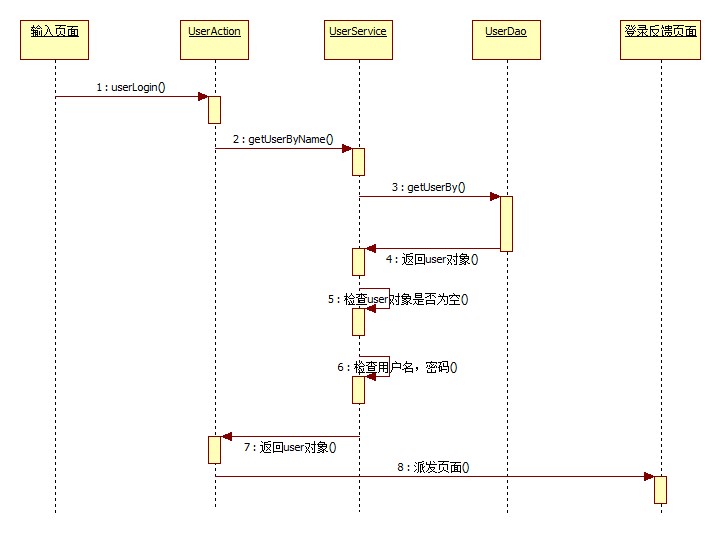 输入页面
UserAction
UserService
UserDao
登录反馈页面
1 : userLogin()
2 : getUserByName()
3 : getUserBy()
4 : 返回user对象()
5 : 检查user对象是否为空()
6 : 检查用户名，密码()
7 : 返回user对象()
8 : 派发页面()